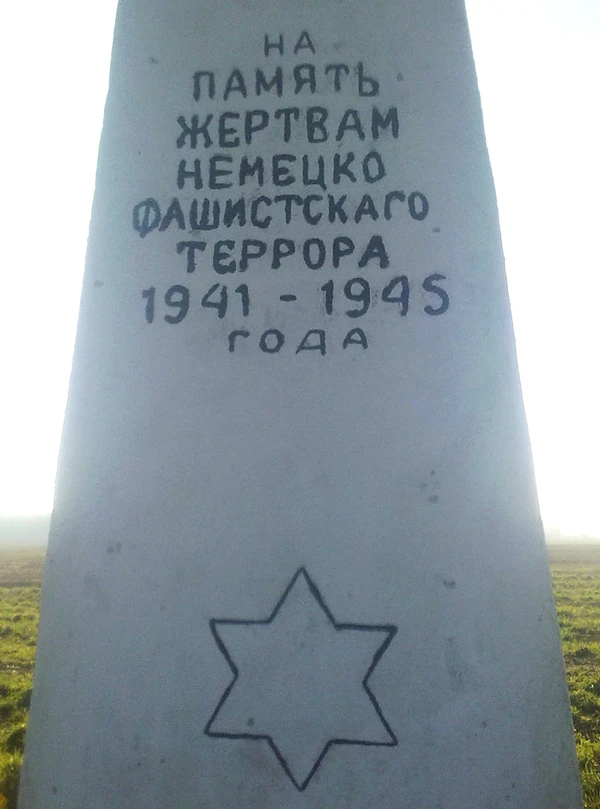 НА
ПАМЯТЬ
ЖЕРТВАМ
НЕМЕЦКО
ФАШИСТСКАГО
ТЕРРОРА
1941 - 1945
ГОДА